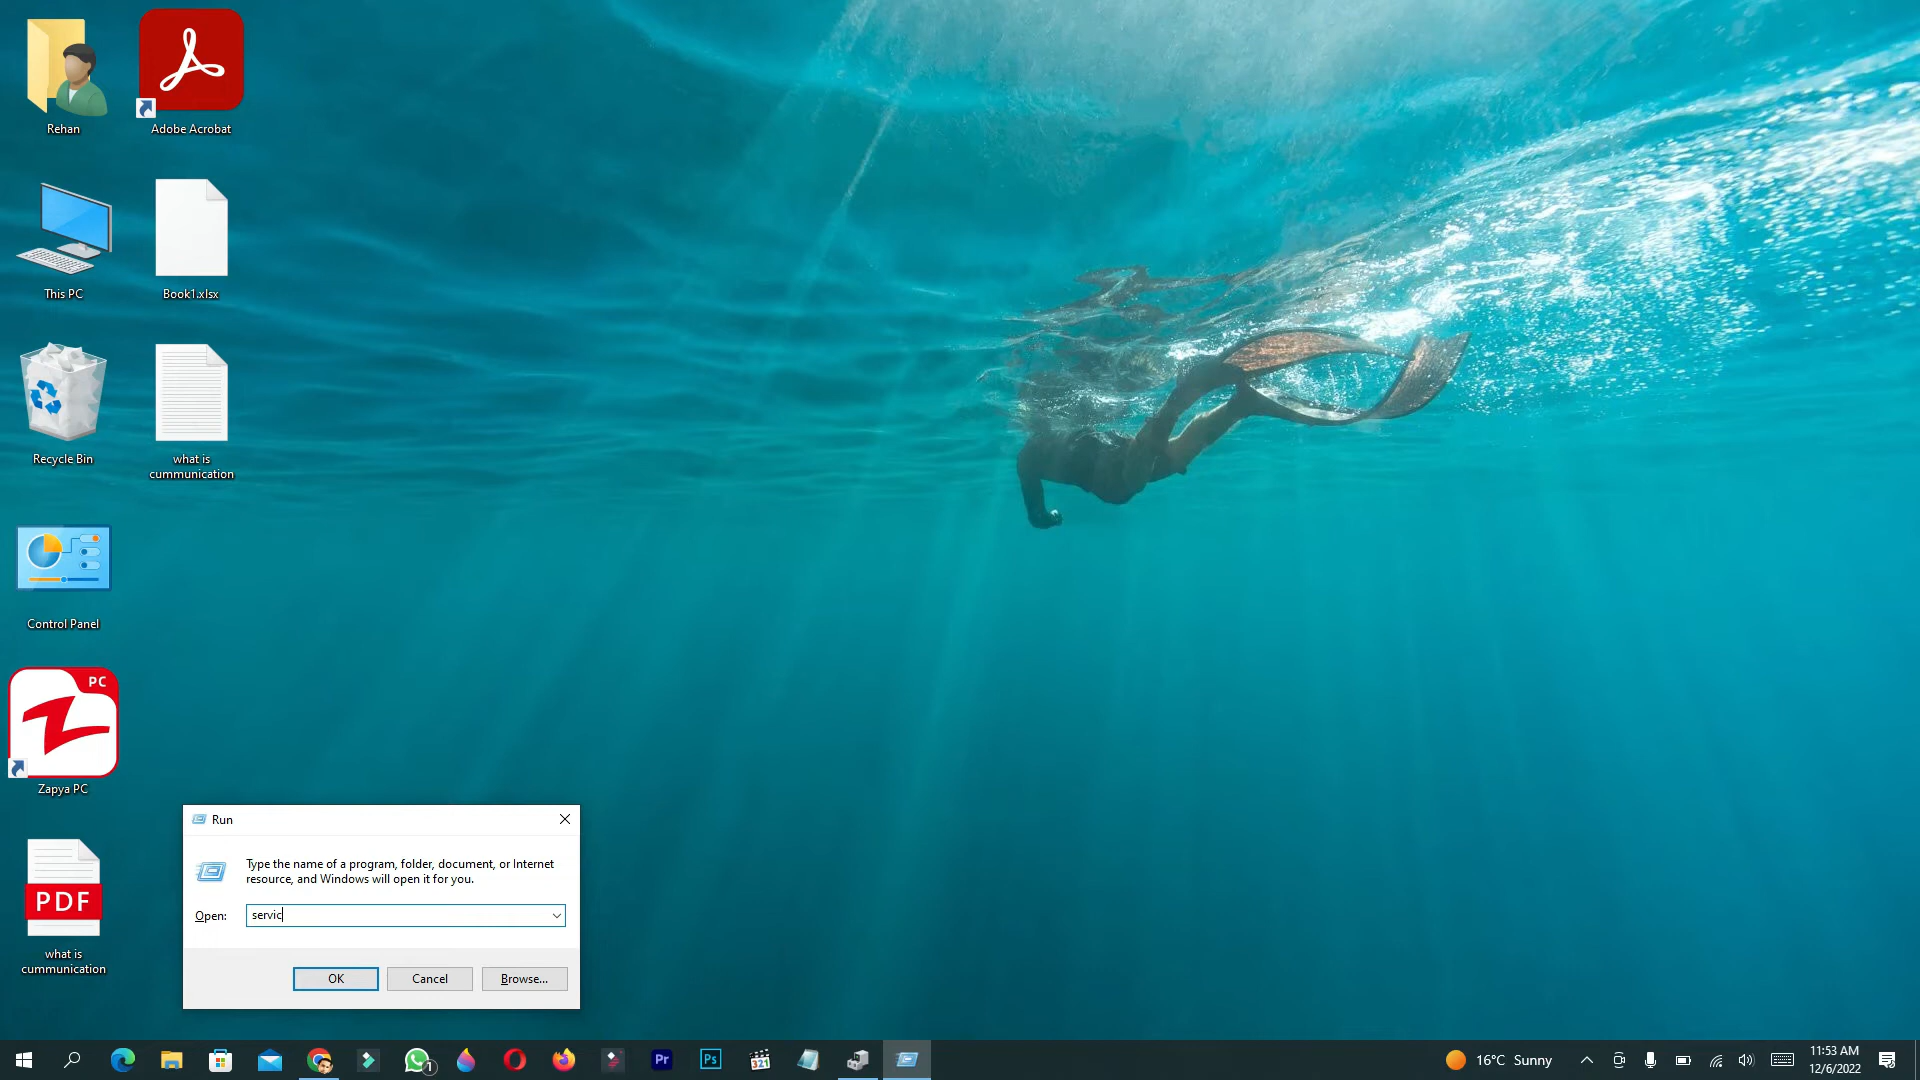 Rehan
Adobe Acrobat
This PC
Book1.xlsx
Recycle Bin
what is
cummunication
Control Panel
PC
Zapya PC
PDF
what is
cummunication
Run
Type the name of a program, folder, document, or Internet
resource, and Windows will open it for you.
Open:
servic
OK
Cancel
Browse...
1
Pr
Ps
321
16°C Sunny
11:53 AM
12/6/2022